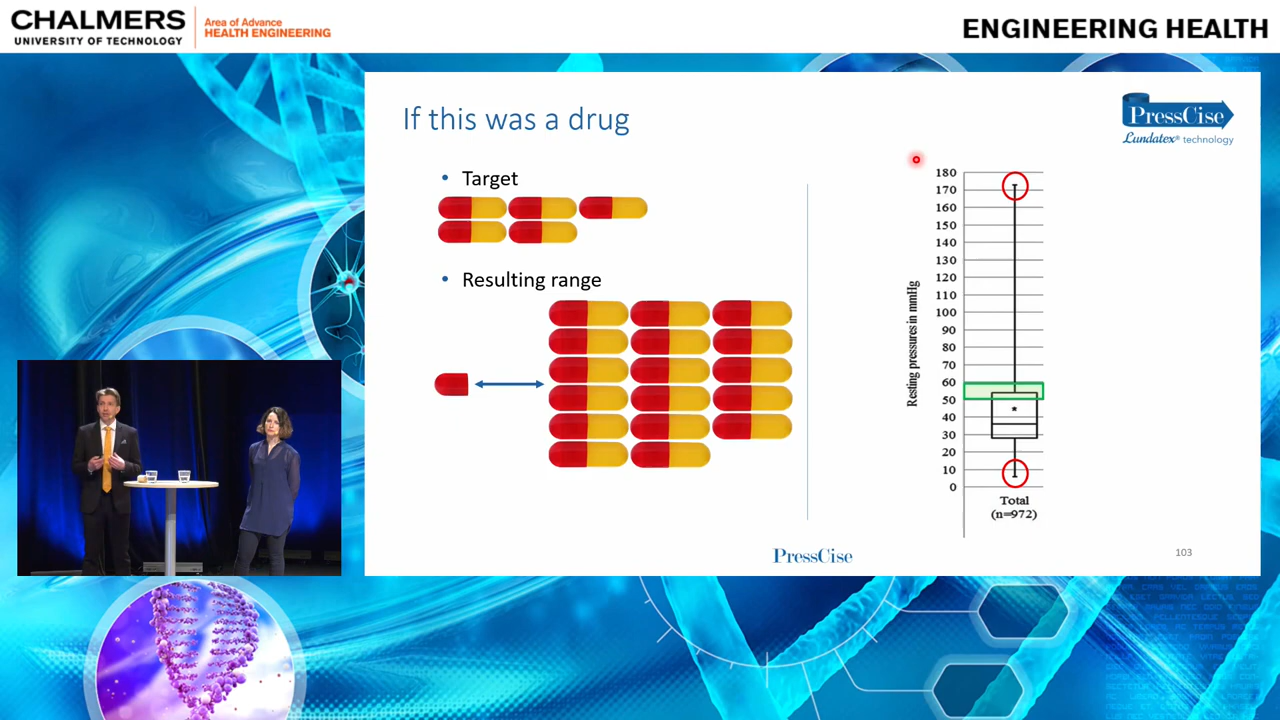 CHALMERS
UNIVERSITY OF TECHNOLOGY
Area of Advance
HEALTH ENGINEERING
ENGINEERING HEALTH
If this was a drug
PressCise
Lundatex® technology
• Target
• Resulting range
Resting pressures in mmHg
180
170
160
150
140
130
120
110
100
90
80
70
60
50
40
30
20
10
0
Total
(n=972)
PressCise
103